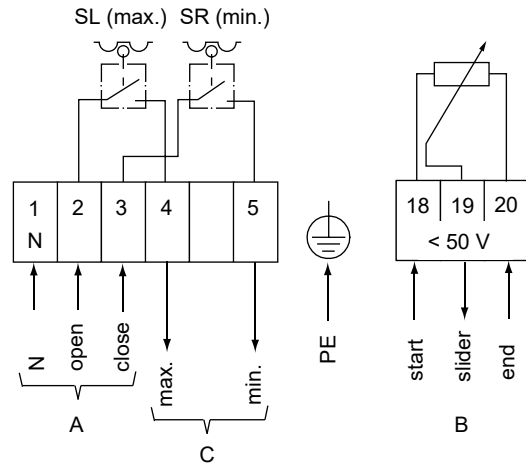 SL (max.) SR (min.)
1 2 3 4 5
N
18 19 20
< 50 V
N
open
close
max.
min.
PE
start
slider
end
A
C
B